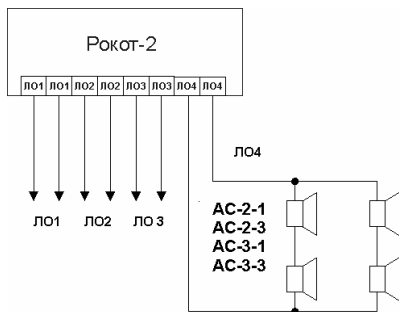 Рокот-2
ЛО1 ЛО1 ЛО2 ЛО2 ЛО3 ЛО3 ЛО4 ЛО4
ЛО4
ЛО1 ЛО2 ЛО 3
АС-2-1
АС-2-3
АС-3-1
АС-3-3